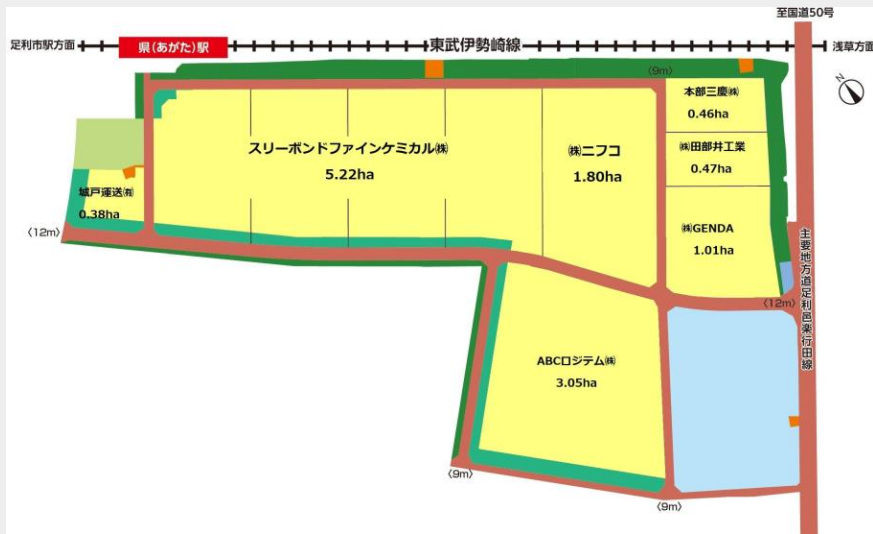 至国道50号
足利市駅方面
県(あがた)駅
東武伊勢崎線
浅草方面
N
〈9m〉
本部三慶㈱
0.46ha
スリーボンドファインケミカル㈱
5.22ha
㈱ニフコ
1.80ha
㈱田部井工業
0.47ha
城戸運送㈲
0.38ha
〈12m〉
㈱GENDA
1.01ha
主要地方道足利邑楽行田線
〈12m〉
ABCロジテム㈱
3.05ha
〈9m〉
〈9m〉